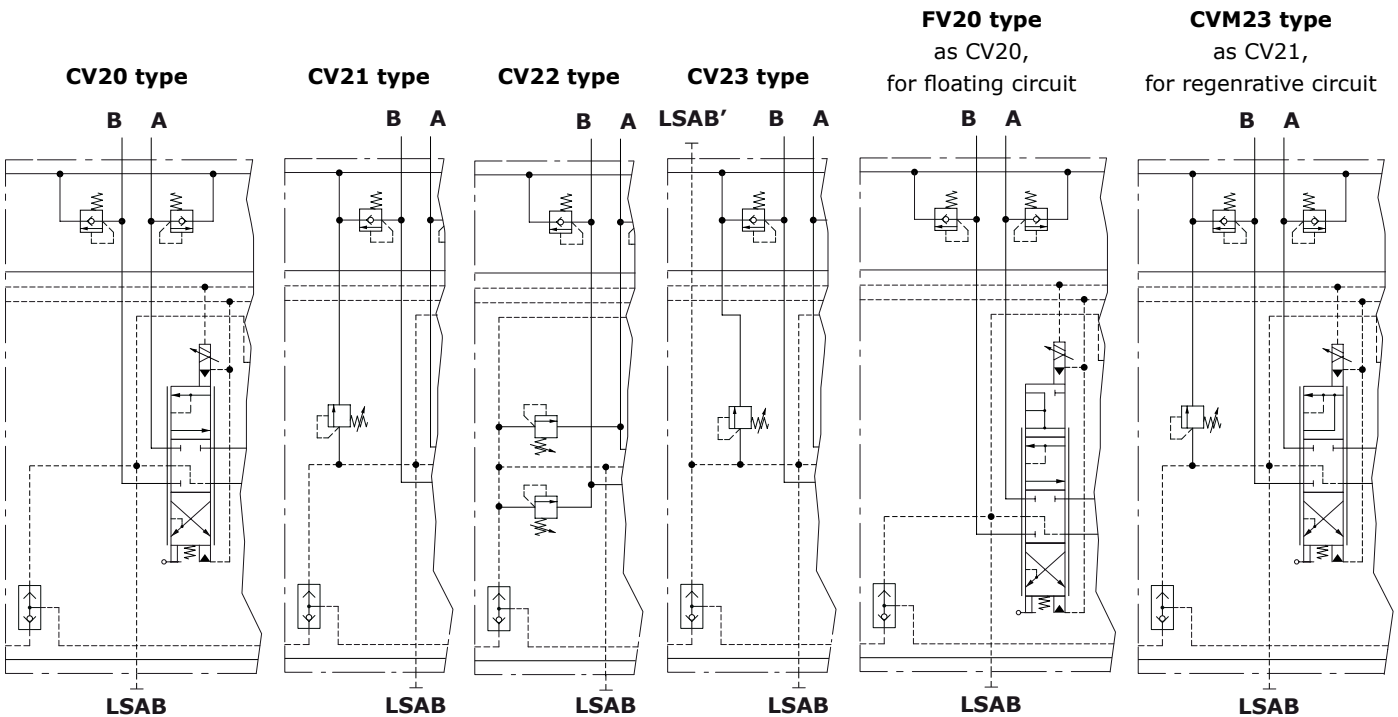 FV20 type
as CV20,
for floating circuit
CVM23 type
as CV21,
for regenrative circuit
CV20 type
CV21 type
CV22 type
CV23 type
B A
B A
B A
LSAB' B A
B A
B A
LSAB
LSAB
LSAB
LSAB
LSAB
LSAB